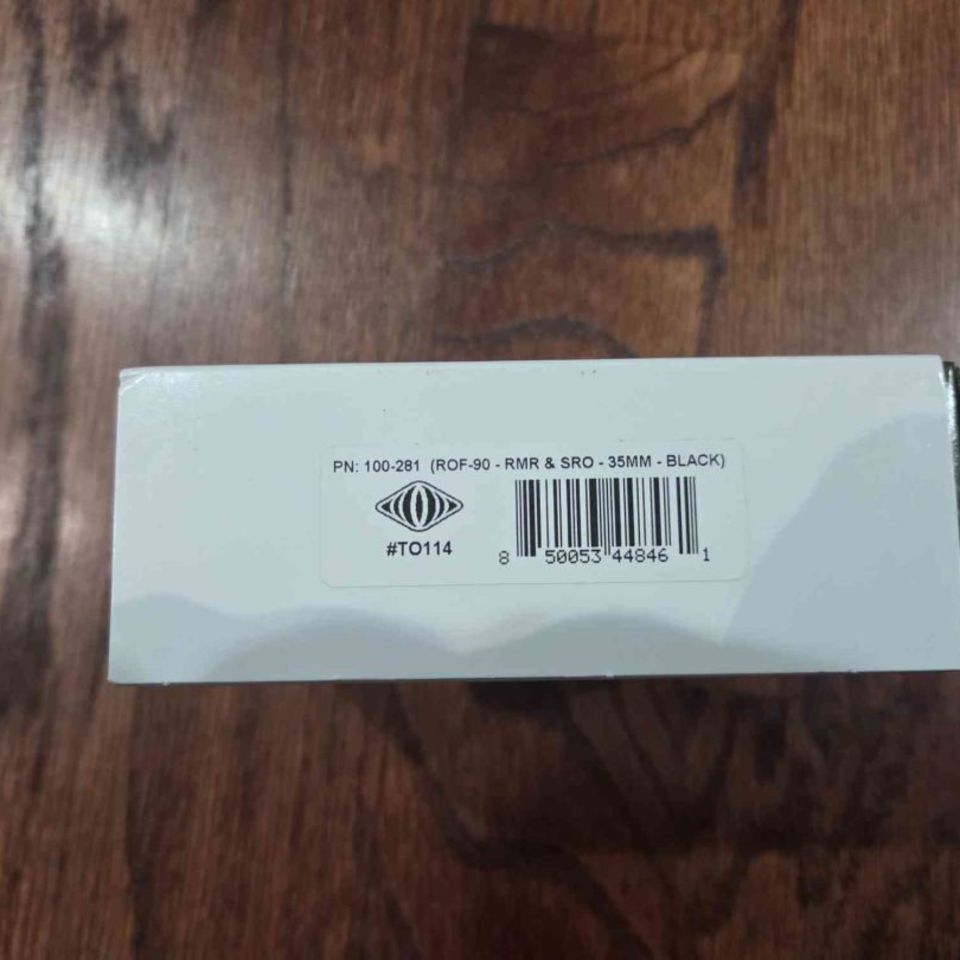 PN: 100-281 (ROF-90 - RMR & SRO - 35MM - BLACK)
#TO114
8 50053 44846 1